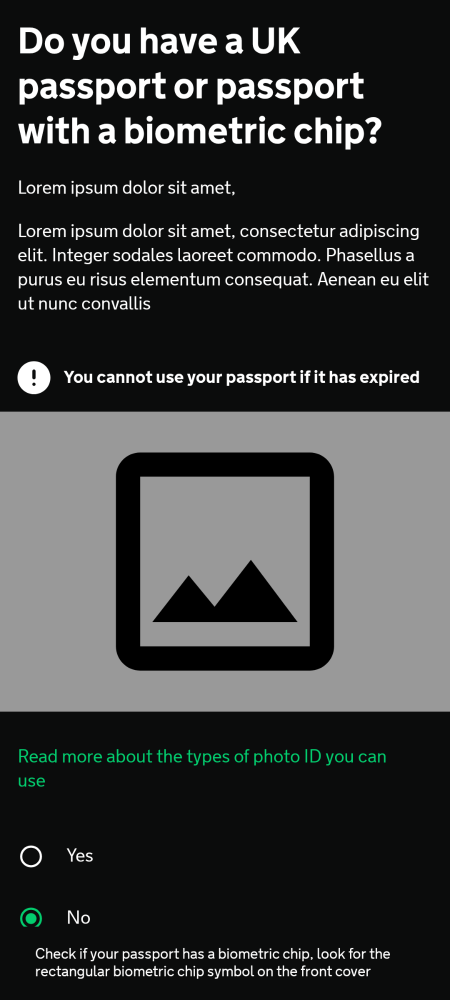 Do you have a UK
passport or passport
with a biometric chip?
Lorem ipsum dolor sit amet,
Lorem ipsum dolor sit amet, consectetur adipiscing
elit. Integer sodales laoreet commodo. Phasellus a
purus eu risus elementum consequat. Aenean eu elit
ut nunc convallis
You cannot use your passport if it has expired
Read more about the types of photo ID you can
use
Yes
No
Check if your passport has a biometric chip, look for the
rectangular biometric chip symbol on the front cover